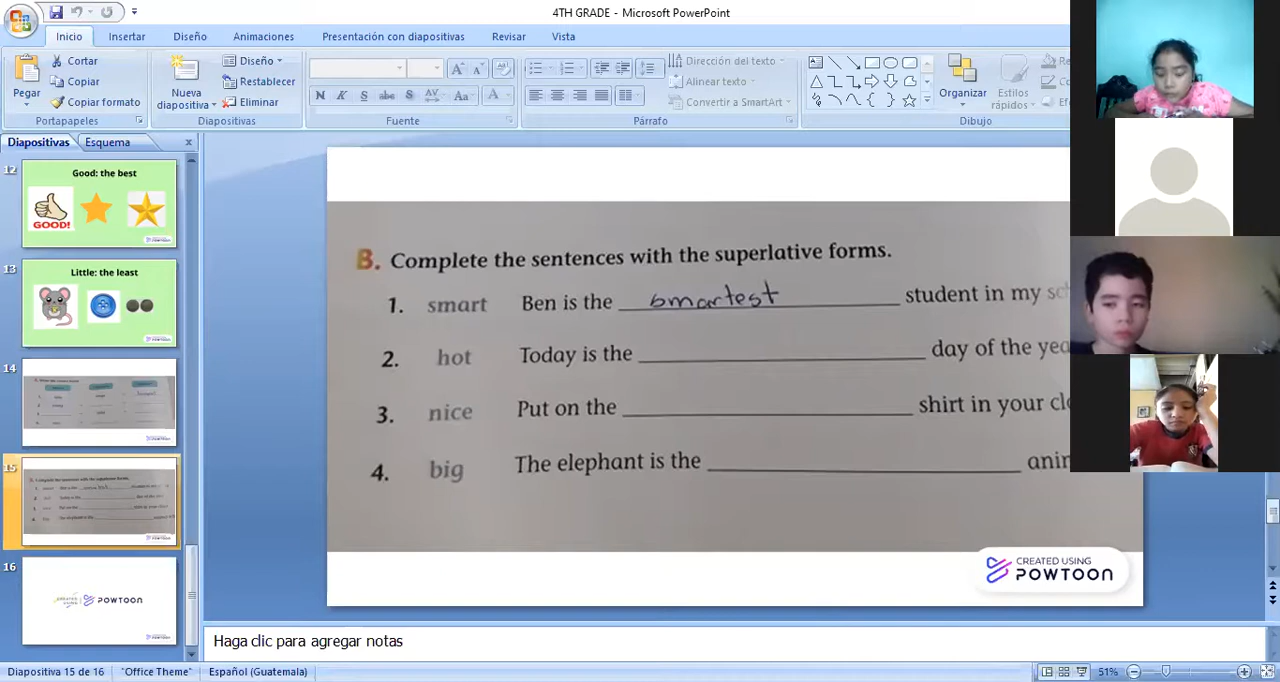 4TH GRADE - Microsoft PowerPoint
Inicio Insertar Diseño Animaciones Presentación con diapositivas Revisar Vista
Pegar
Cortar
Copiar
Copiar formato
Portapapeles
Nueva diapositiva
Diseño
Restablecer
Eliminar
Diapositivas
N K S abc S AV Aa A
Fuente
Dirección del texto
Alinear texto
Convertir a SmartArt
Párrafo
Organizar
Estilos rápidos
Dibujo
Diapositivas Esquema
12
Good: the best
GOOD!
13
Little: the least
14
15
16
POWTOON
B. Complete the sentences with the superlative forms.
1. smart Ben is the smartest student in my
2. hot Today is the day of the
3. nice Put on the shirt in your
4. big The elephant is the
CREATED USING
POWTOON
Haga clic para agregar notas
Diapositiva 15 de 16 "Office Theme" Español (Guatemala) 51%